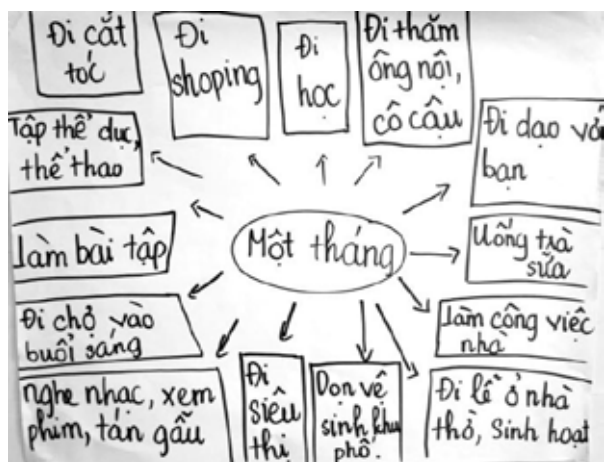 Đi cắt
tóc
Đi
shoping
Đi
học
Đi thăm
ông nội,
cô cậu
Tập thể dục,
thể thao
Đi dạo với
bạn
Làm bài tập
Một tháng
Uống trà
sữa
Đi chợ vào
buổi sáng
Làm công việc
nhà
nghe nhạc, xem
phim, tán gẫu
Đi
siêu
thị
Dọn vệ
sinh khu
phố.
Đi lễ ở nhà
thờ, Sinh hoạt